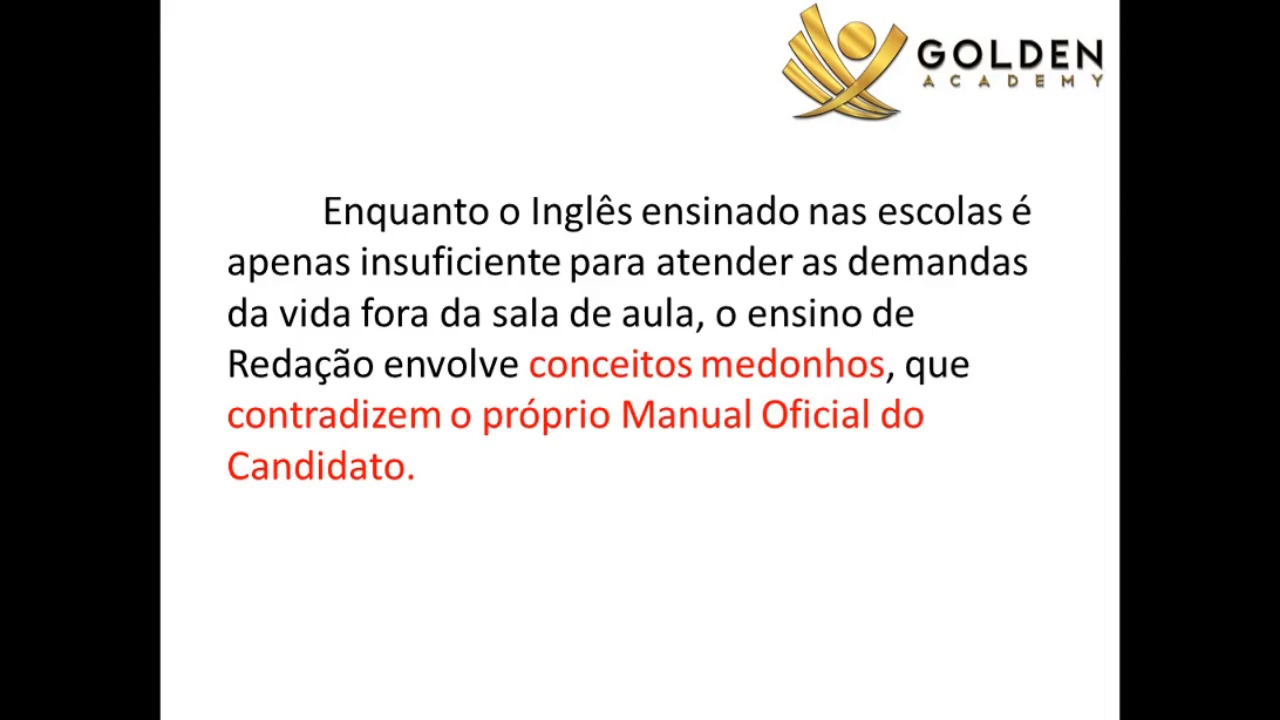 GOLDEN
ACADEMY
Enquanto o Inglês ensinado nas escolas é
apenas insuficiente para atender as demandas
da vida fora da sala de aula, o ensino de
Redação envolve conceitos medonhos, que
contradizem o próprio Manual Oficial do
Candidato.